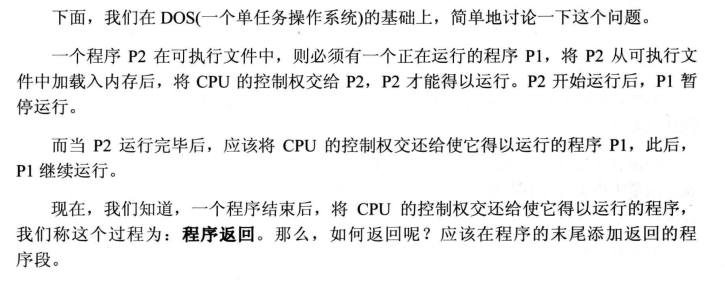 下面，我们在 DOS(一个单任务操作系统)的基础上，简单地讨论一下这个问题。
一个程序 P2 在可执行文件中，则必须有一个正在运行的程序 P1，将 P2 从可执行文
件中加载入内存后，将 CPU 的控制权交给 P2，P2 才能得以运行。P2 开始运行后，P1 暂
停运行。
而当 P2 运行完毕后，应该将 CPU 的控制权交还给使它得以运行的程序 P1，此后，
P1 继续运行。
现在，我们知道，一个程序结束后，将 CPU 的控制权交还给使它得以运行的程序，
我们称这个过程为：程序返回。那么，如何返回呢？应该在程序的末尾添加返回的程
序段。